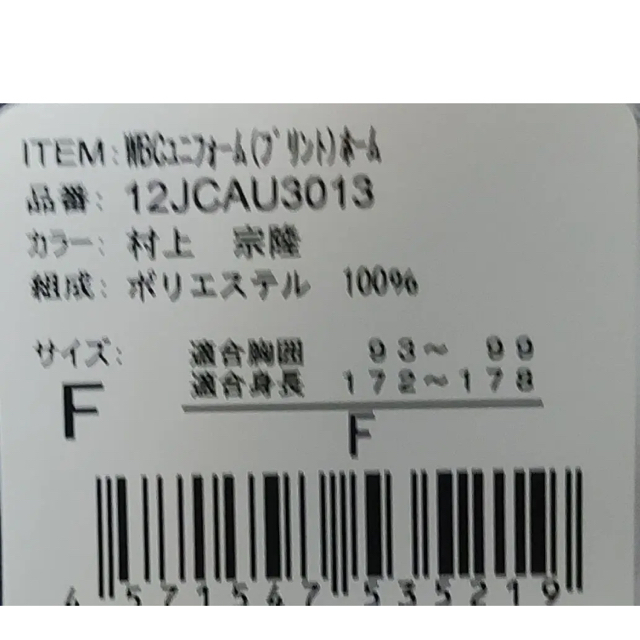 ITEM:WBCユニフォーム(プリント)ホーム
品番: 12JCAU3013
カラー: 村上 宗隆
組成: ポリエステル 100%
サイズ: 適合胸囲 93～ 99
適合身長 172～178
F
F
4 571547 535219